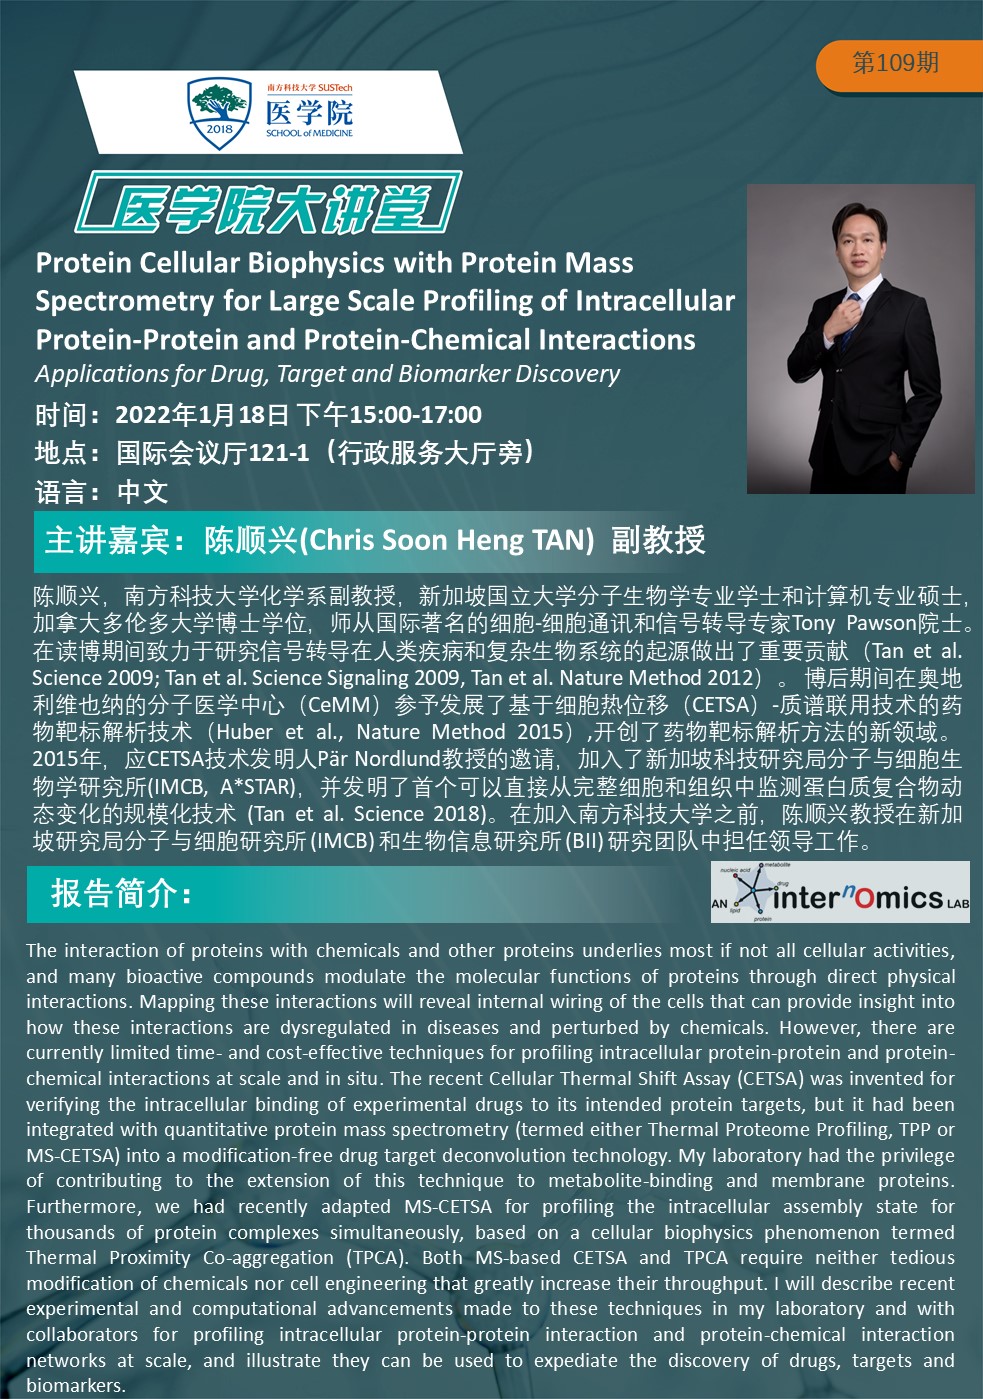 第109期
南方科技大学 SUSTech
医学院
SCHOOL of MEDICINE
2018
医学院大讲堂
Protein Cellular Biophysics with Protein Mass
Spectrometry for Large Scale Profiling of Intracellular
Protein-Protein and Protein-Chemical Interactions
Applications for Drug, Target and Biomarker Discovery
时间：2022年1月18日 下午15:00-17:00
地点：国际会议厅121-1（行政服务大厅旁）
语言：中文
主讲嘉宾：陈顺兴(Chris Soon Heng TAN) 副教授
陈顺兴，南方科技大学化学系副教授，新加坡国立大学分子生物学专业学士和计算机专业硕士，
加拿大多伦多大学博士学位，师从国际著名的细胞-细胞通讯和信号转导专家Tony Pawson院士。
在读博期间致力于研究信号转导在人类疾病和复杂生物系统的起源做出了重要贡献（Tan et al.
Science 2009; Tan et al. Science Signaling 2009, Tan et al. Nature Method 2012）。博后期间在奥地
利维也纳的分子医学中心（CeMM）参予发展了基于细胞热位移（CETSA）-质谱联用技术的药
物靶标解析技术（Huber et al., Nature Method 2015）,开创了药物靶标解析方法的新领域。
2015年，应CETSA技术发明人Pär Nordlund教授的邀请，加入了新加坡科技研究局分子与细胞生
物学研究所(IMCB, A*STAR)，并发明了首个可以直接从完整细胞和组织中监测蛋白质复合物动
态变化的规模化技术 (Tan et al. Science 2018)。在加入南方科技大学之前，陈顺兴教授在新加
坡研究局分子与细胞研究所 (IMCB) 和生物信息研究所 (BII) 研究团队中担任领导工作。
报告简介：
metabolite
nucleic acid
drug
AN internOmics LAB
lipid
protein
The interaction of proteins with chemicals and other proteins underlies most if not all cellular activities,
and many bioactive compounds modulate the molecular functions of proteins through direct physical
interactions. Mapping these interactions will reveal internal wiring of the cells that can provide insight into
how these interactions are dysregulated in diseases and perturbed by chemicals. However, there are
currently limited time- and cost-effective techniques for profiling intracellular protein-protein and protein-
chemical interactions at scale and in situ. The recent Cellular Thermal Shift Assay (CETSA) was invented for
verifying the intracellular binding of experimental drugs to its intended protein targets, but it had been
integrated with quantitative protein mass spectrometry (termed either Thermal Proteome Profiling, TPP or
MS-CETSA) into a modification-free drug target deconvolution technology. My laboratory had the privilege
of contributing to the extension of this technique to metabolite-binding and membrane proteins.
Furthermore, we had recently adapted MS-CETSA for profiling the intracellular assembly state for
thousands of protein complexes simultaneously, based on a cellular biophysics phenomenon termed
Thermal Proximity Co-aggregation (TPCA). Both MS-based CETSA and TPCA require neither tedious
modification of chemicals nor cell engineering that greatly increase their throughput. I will describe recent
experimental and computational advancements made to these techniques in my laboratory and with
collaborators for profiling intracellular protein-protein interaction and protein-chemical interaction
networks at scale, and illustrate they can be used to expediate the discovery of drugs, targets and
biomarkers.